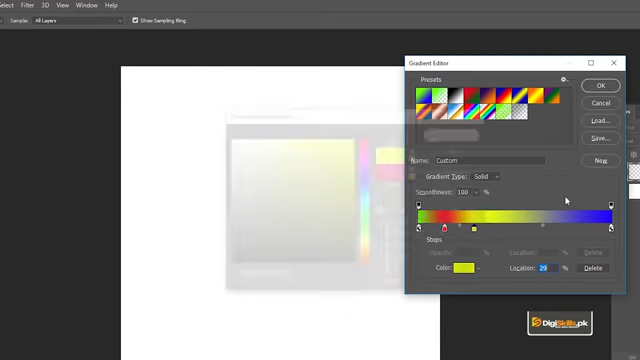 Select Filter 3D View Window Help
Sample: All Layers Show Sampling Ring
Gradient Editor
Presets
OK
Cancel
Load...
Save...
Name: Custom
New
Gradient Type: Solid
Smoothness: 100 %
Stops
Opacity: % Location: % Delete
Color: Location: 29 % Delete
DigiSkills.pk